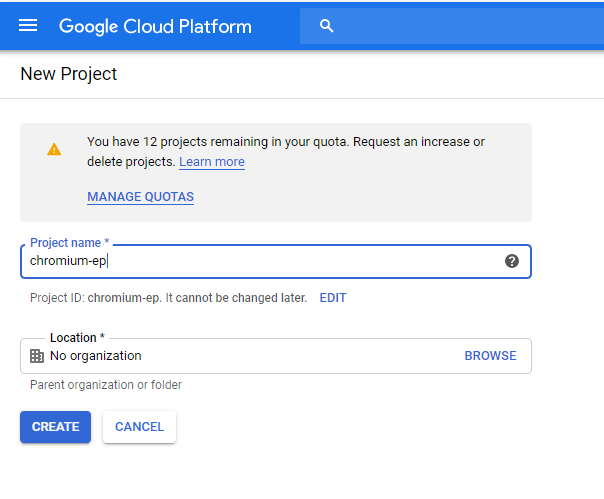 Google Cloud Platform
New Project
You have 12 projects remaining in your quota. Request an increase or
delete projects. Learn more
MANAGE QUOTAS
Project name *
chromium-ep
Project ID: chromium-ep. It cannot be changed later. EDIT
Location *
No organization BROWSE
Parent organization or folder
CREATE CANCEL